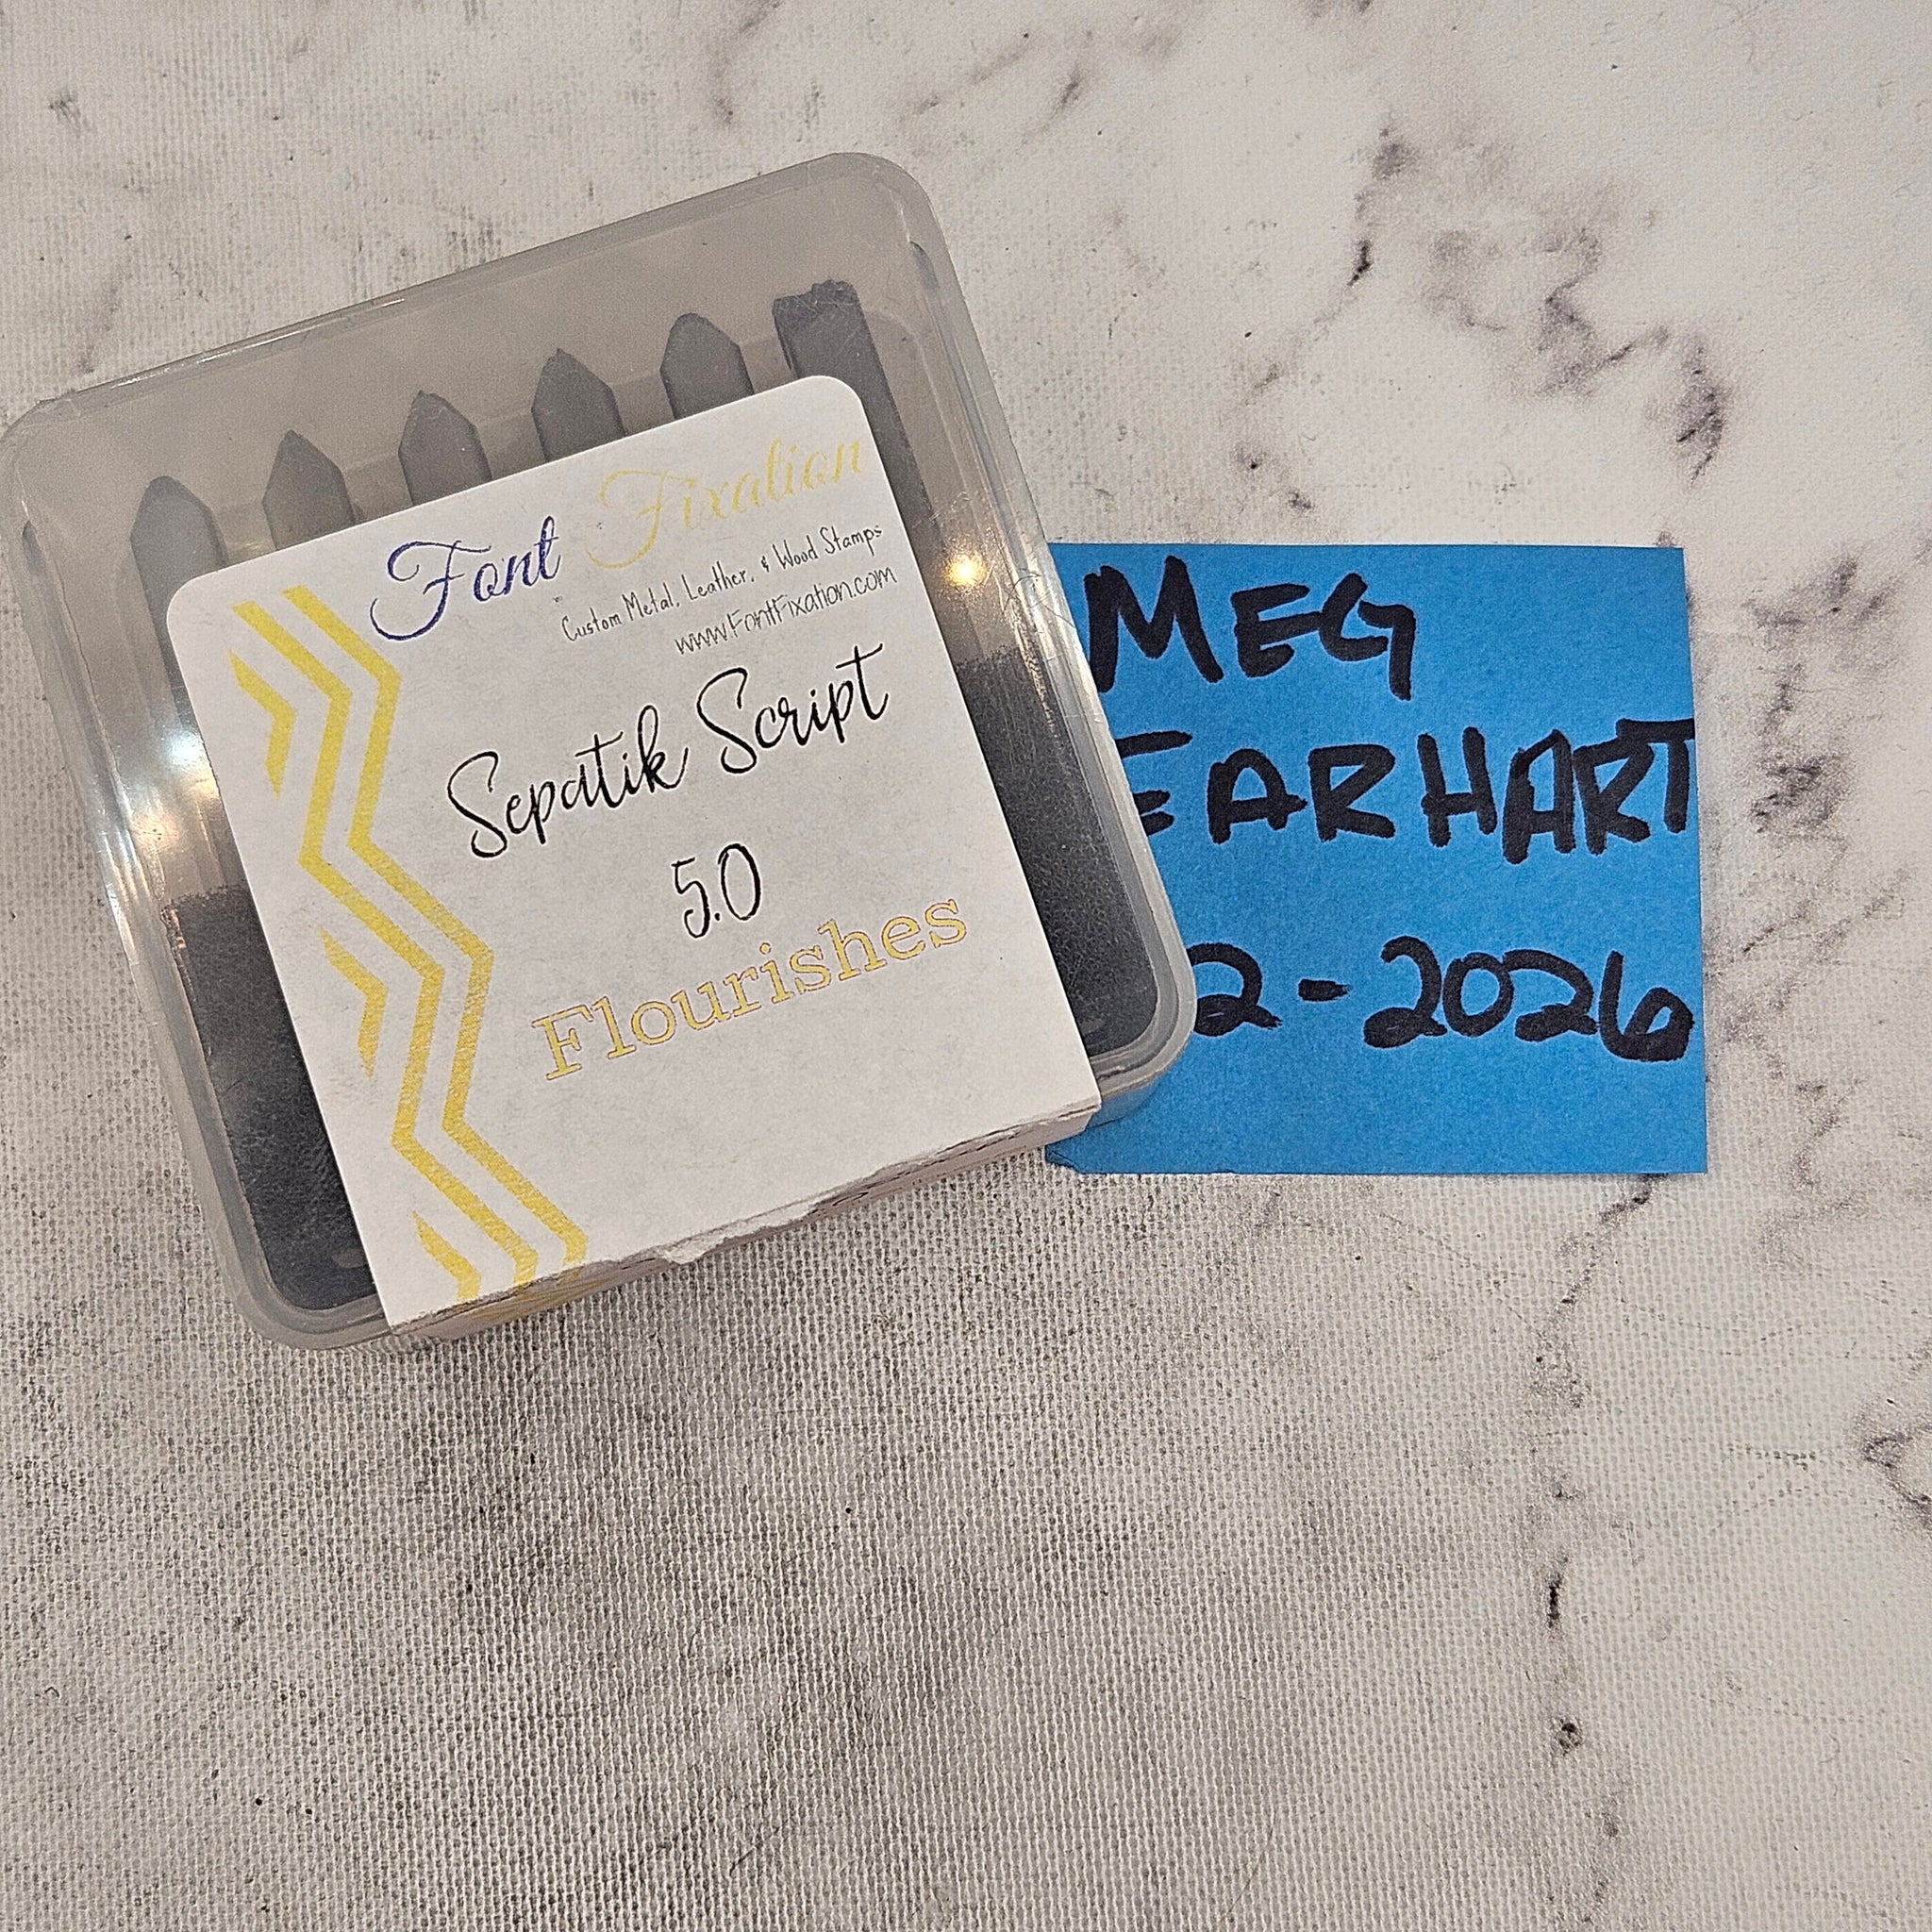 Font Fixation
Custom Metal, Leather, & Wood Stamps
www.FontFixation.com
Sepatik Script
5.0
Flourishes
MEG
EARHART
2-2026